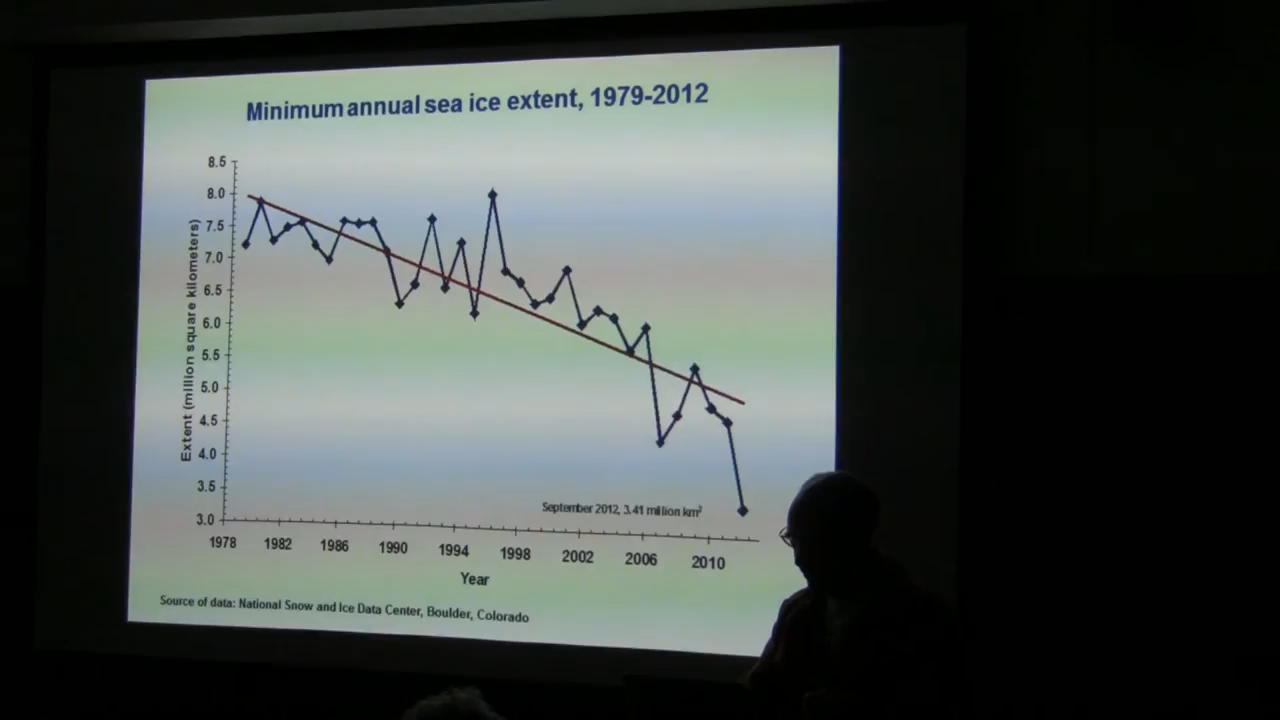 Minimum annual sea ice extent, 1979-2012
8.5
8.0
7.5
7.0
6.5
6.0
5.5
5.0
4.5
4.0
3.5
3.0
Extent (million square kilometers)
September 2012, 3.41 million km²
1978 1982 1986 1990 1994 1998 2002 2006 2010
Year
Source of data: National Snow and Ice Data Center, Boulder, Colorado